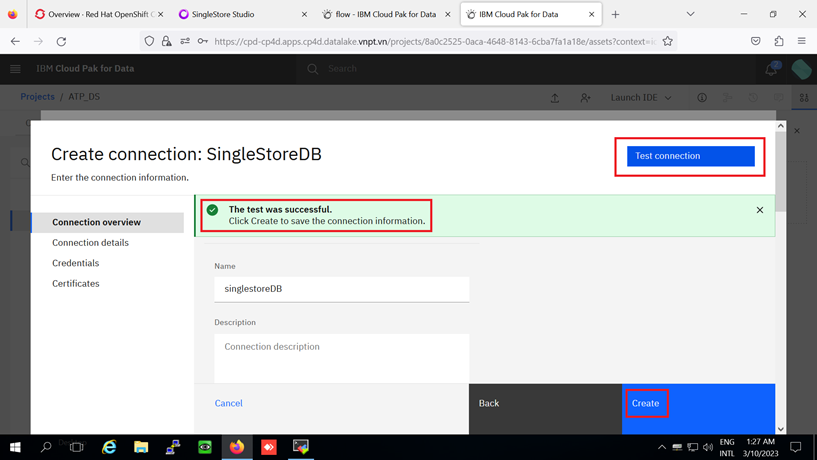 Overview - Red Hat OpenShift C
SingleStore Studio
flow - IBM Cloud Pak for Data
IBM Cloud Pak for Data
https://cpd-cp4d.apps.cp4d.datalake.vnpt.vn/projects/8a0c2525-0aca-4648-8143-6cba7fa1a18e/assets?context=ic
IBM Cloud Pak for Data
Search
2
Projects / ATP_DS
Launch IDE
Create connection: SingleStoreDB
Test connection
Enter the connection information.
Connection overview
Connection details
Credentials
Certificates
The test was successful.
Click Create to save the connection information.
Name
singlestoreDB
Description
Connection description
Cancel
Back
Create
ENG
INTL
1:27 AM
3/10/2023